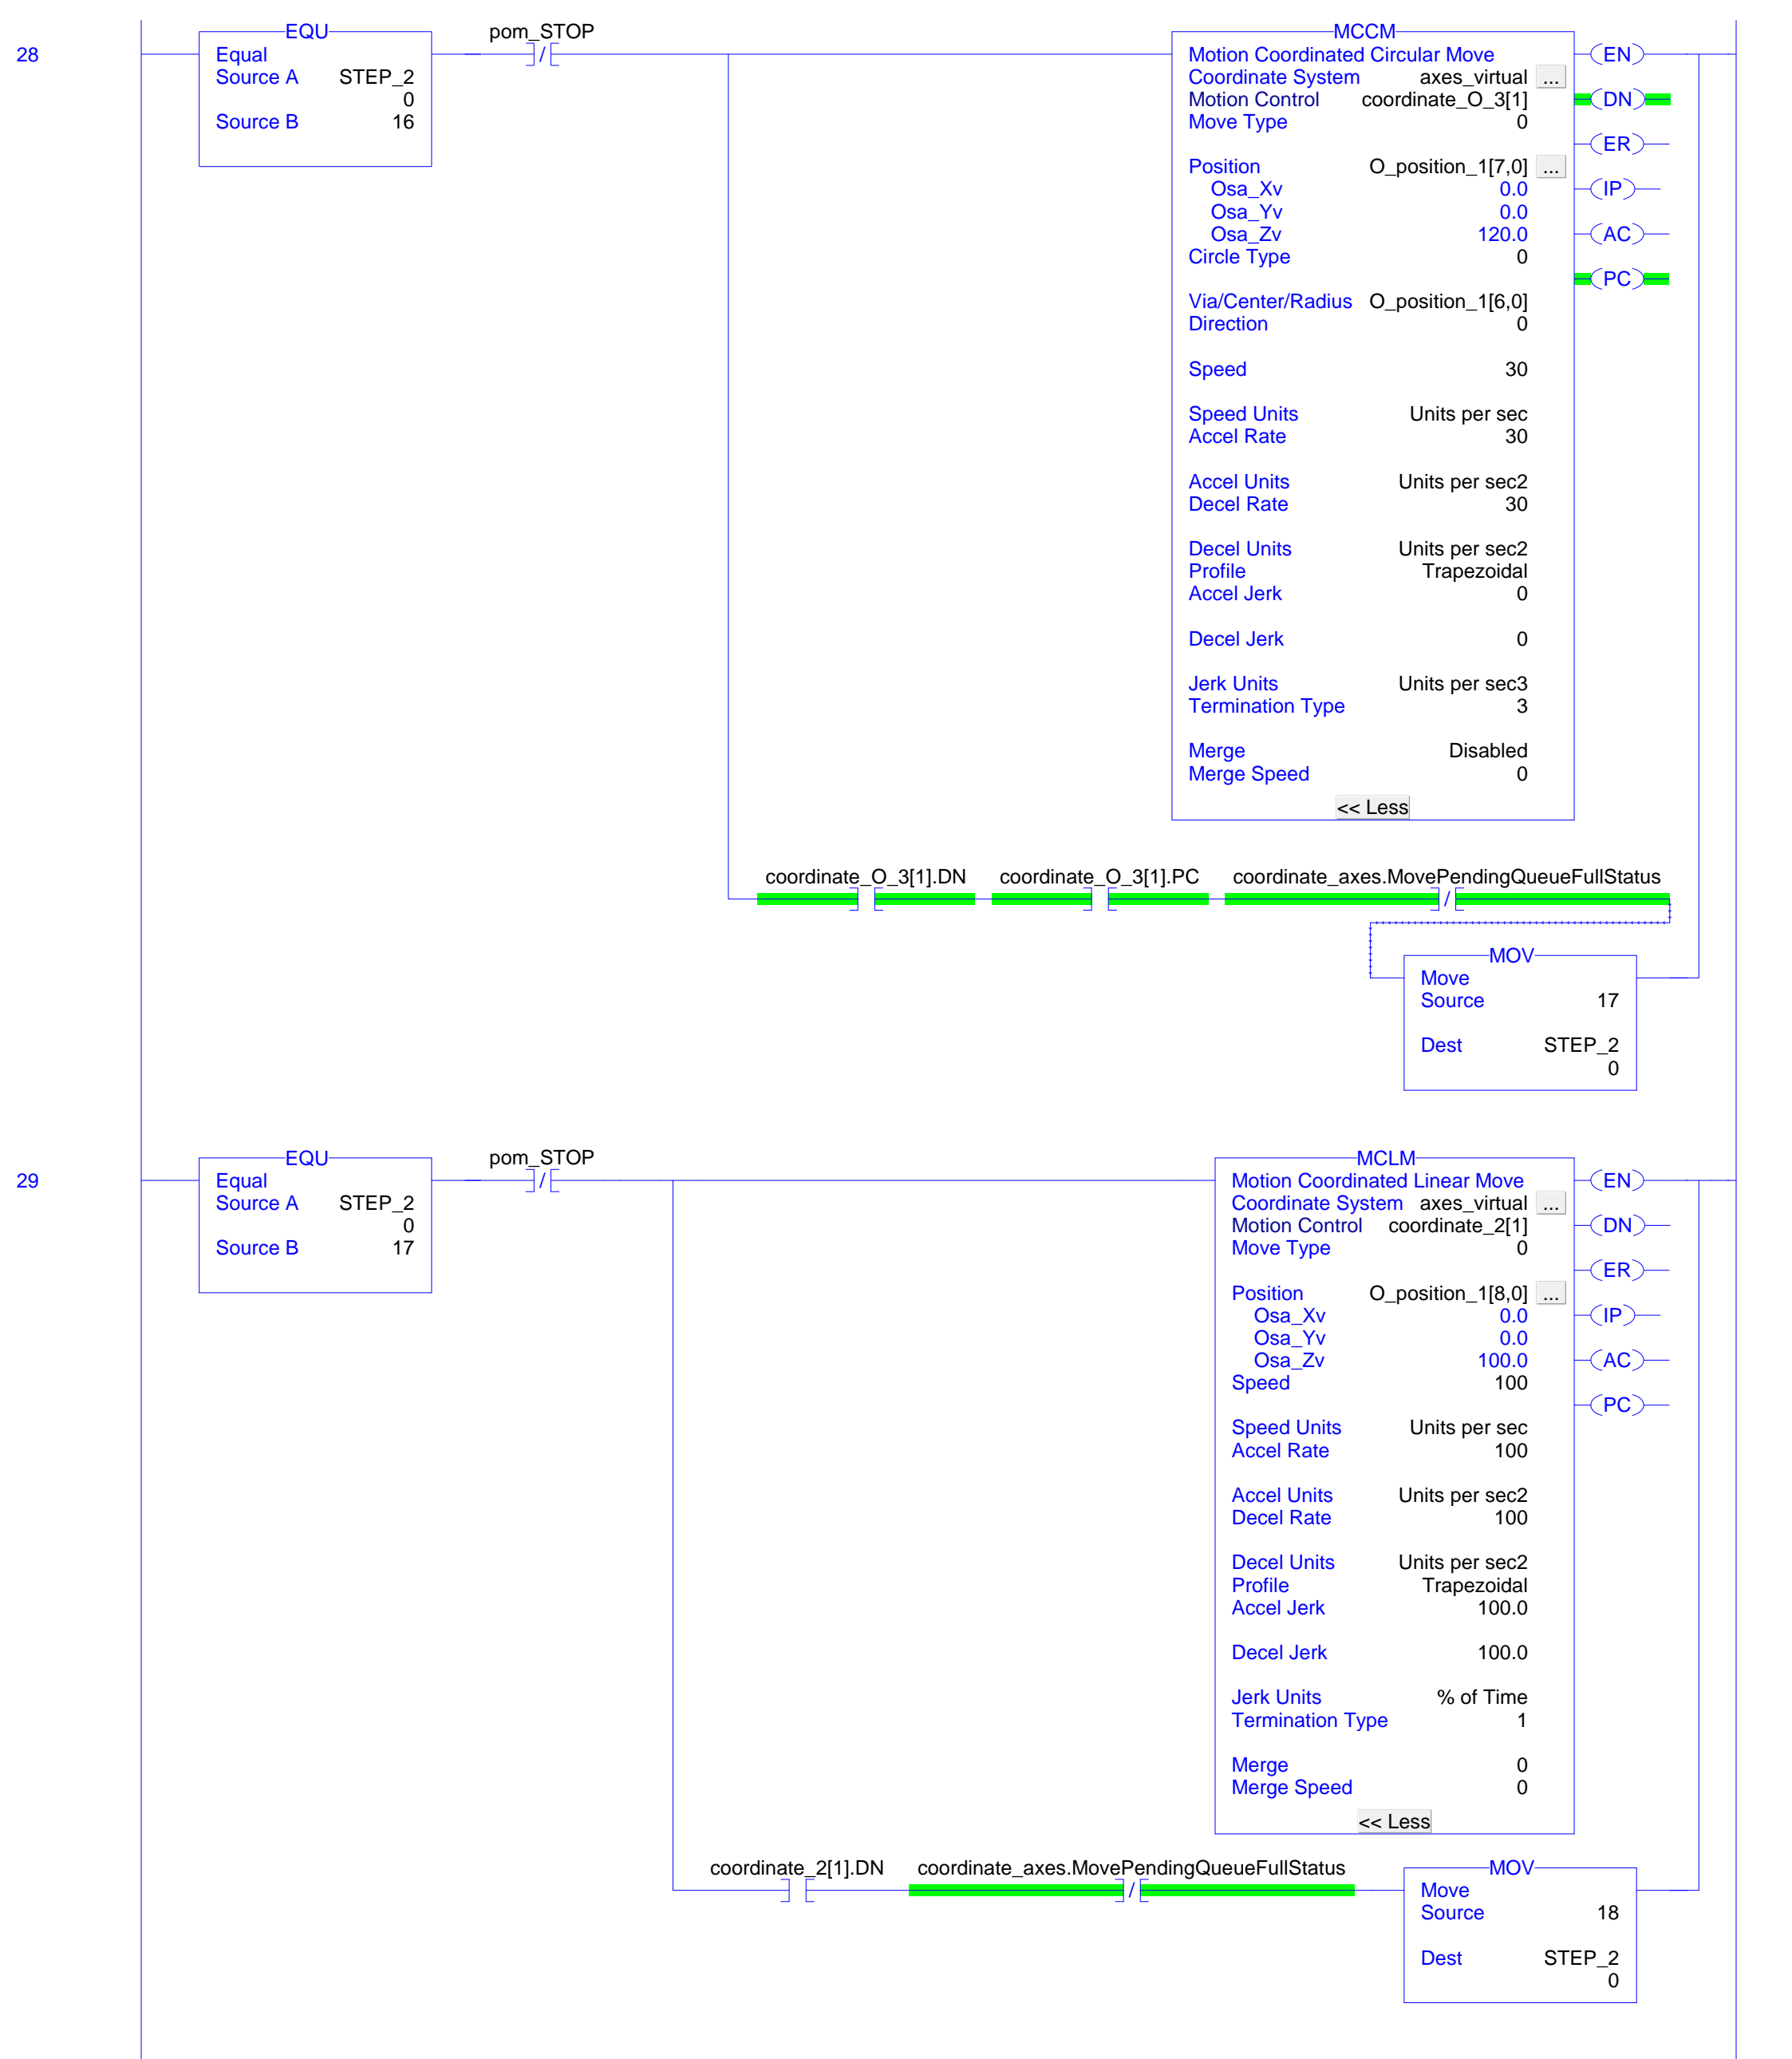 28
EQU
Equal
Source A STEP_2
0
Source B 16
pom_STOP
/
MCCM
Motion Coordinated Circular Move
Coordinate System axes_virtual ...
Motion Control coordinate_O_3[1]
Move Type 0
Position O_position_1[7,0] ...
Osa_Xv 0.0
Osa_Yv 0.0
Osa_Zv 120.0
Circle Type 0
Via/Center/Radius O_position_1[6,0]
Direction 0
Speed 30
Speed Units Units per sec
Accel Rate 30
Accel Units Units per sec2
Decel Rate 30
Decel Units Units per sec2
Profile Trapezoidal
Accel Jerk 0
Decel Jerk 0
Jerk Units Units per sec3
Termination Type 3
Merge Disabled
Merge Speed 0
<< Less
EN
DN
ER
IP
AC
PC
coordinate_O_3[1].DN
coordinate_O_3[1].PC
coordinate_axes.MovePendingQueueFullStatus
/
MOV
Move
Source 17
Dest STEP_2
0
29
EQU
Equal
Source A STEP_2
0
Source B 17
pom_STOP
/
MCLM
Motion Coordinated Linear Move
Coordinate System axes_virtual ...
Motion Control coordinate_2[1]
Move Type 0
Position O_position_1[8,0] ...
Osa_Xv 0.0
Osa_Yv 0.0
Osa_Zv 100.0
Speed 100
Speed Units Units per sec
Accel Rate 100
Accel Units Units per sec2
Decel Rate 100
Decel Units Units per sec2
Profile Trapezoidal
Accel Jerk 100.0
Decel Jerk 100.0
Jerk Units % of Time
Termination Type 1
Merge 0
Merge Speed 0
<< Less
EN
DN
ER
IP
AC
PC
coordinate_2[1].DN
coordinate_axes.MovePendingQueueFullStatus
/
MOV
Move
Source 18
Dest STEP_2
0